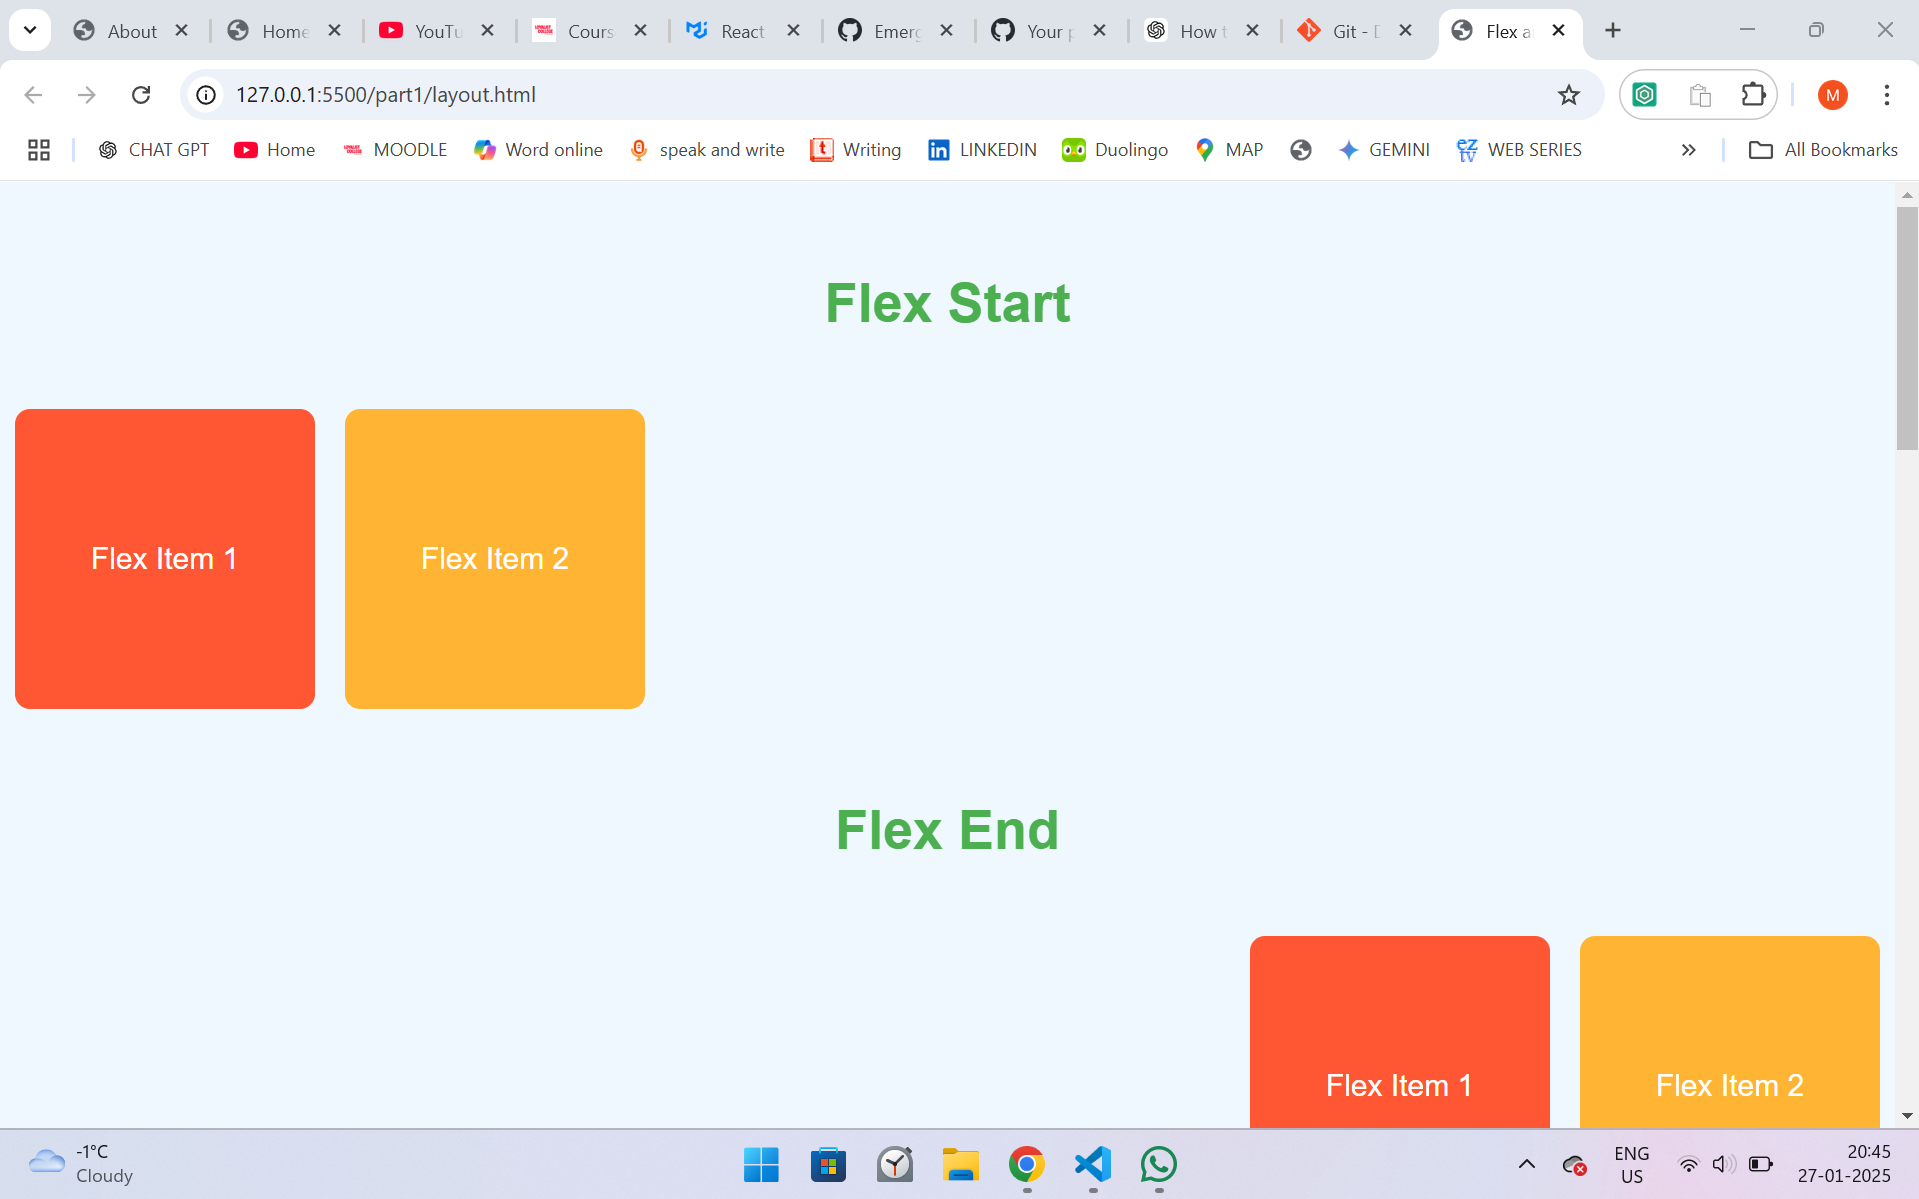 About
Home
YouTu
Cours
React
Emerg
Your p
How t
Git - D
Flex a
127.0.0.1:5500/part1/layout.html
M
CHAT GPT
Home
MOODLE
Word online
speak and write
Writing
LINKEDIN
Duolingo
MAP
GEMINI
WEB SERIES
All Bookmarks
Flex Start
Flex Item 1
Flex Item 2
Flex End
Flex Item 1
Flex Item 2
-1°C
Cloudy
ENG
US
20:45
27-01-2025